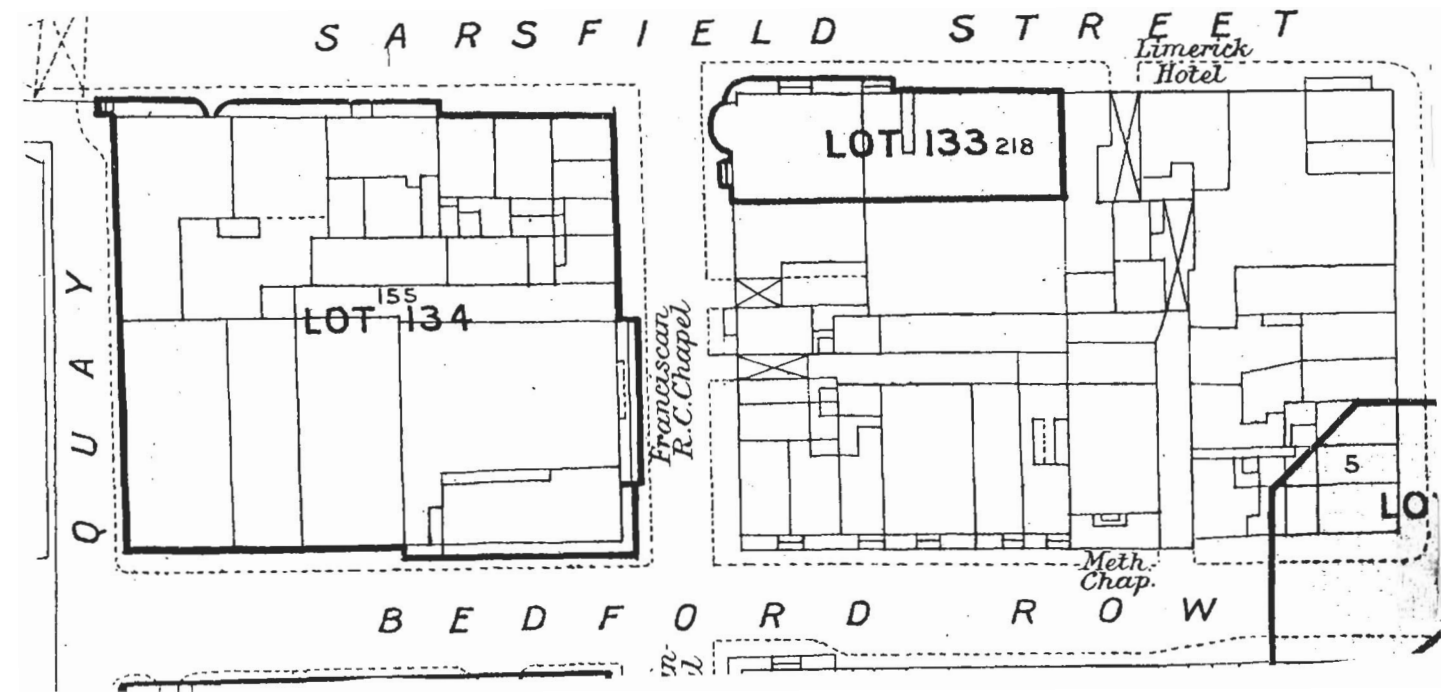 SARSFIELD STREET
Limerick
Hotel
LOT 133 218
QUAY
155
LOT 134
Franciscan
R.C. Chapel
5
LO
Meth.
Chap.
BEDFORD ROW